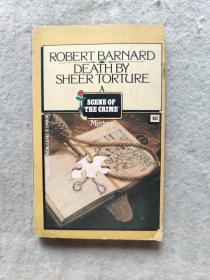 ROBERT BARNARD
DEATH BY
SHEER TORTURE
A
SCENE OF
THE CRIME
Mystery